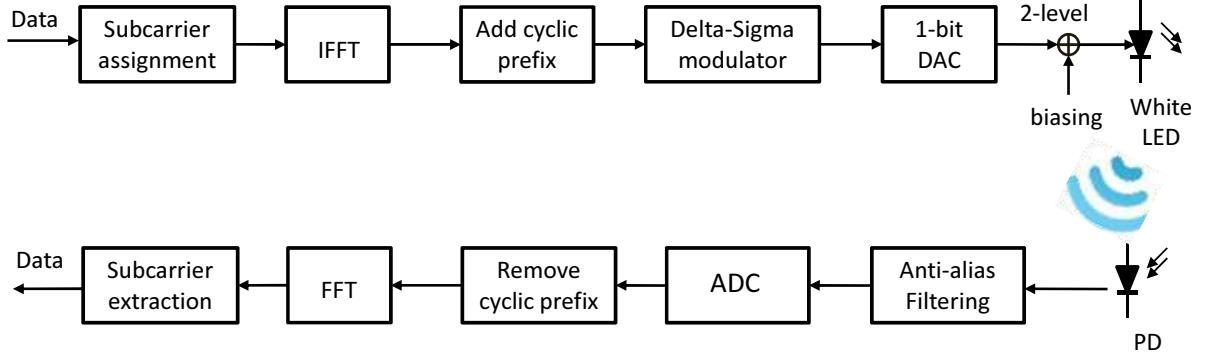 Data
Subcarrier
assignment
IFFT
Add cyclic
prefix
Delta-Sigma
modulator
1-bit
DAC
2-level
biasing
White
LED
Data
Subcarrier
extraction
FFT
Remove
cyclic prefix
ADC
Anti-alias
Filtering
PD